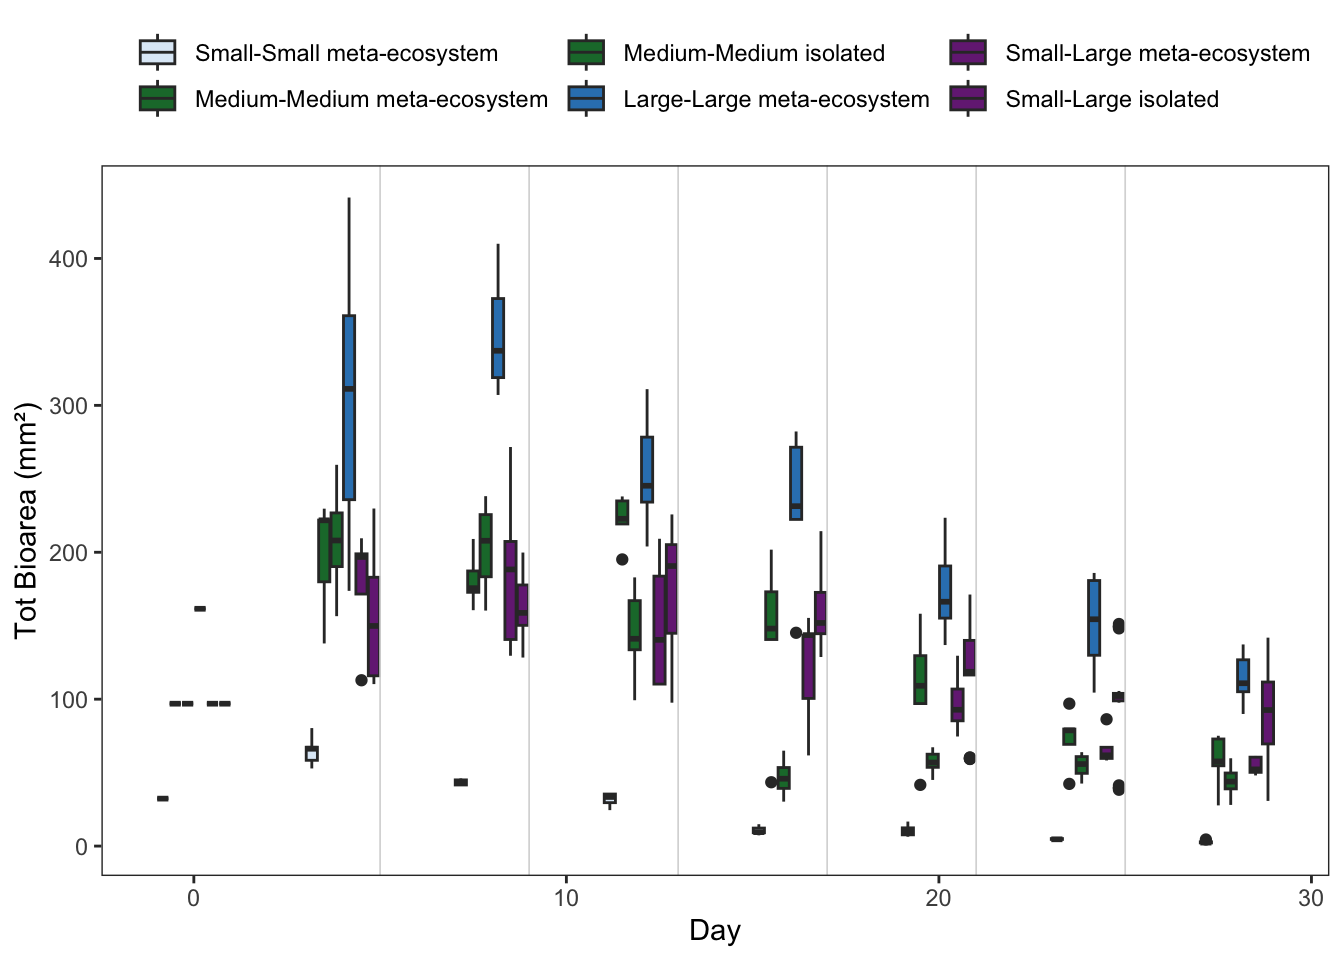 Small-Small meta-ecosystem
Medium-Medium isolated
Small-Large meta-ecosystem
Medium-Medium meta-ecosystem
Large-Large meta-ecosystem
Small-Large isolated
400
300
200
100
0
Tot Bioarea (mm²)
0
10
20
30
Day